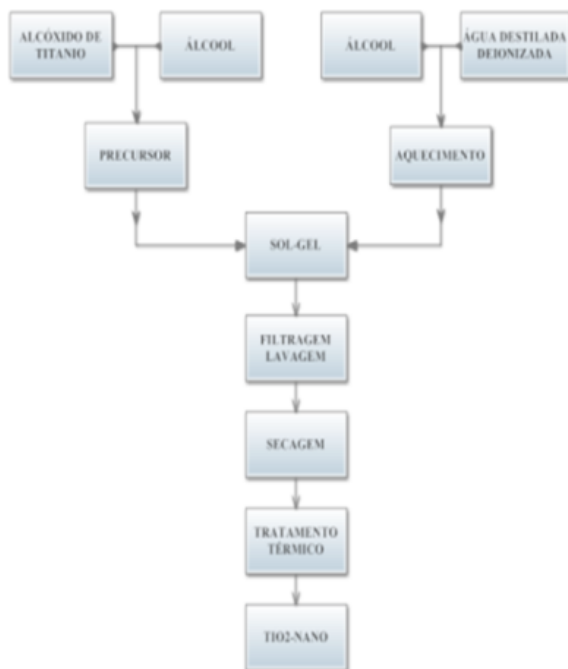 ALCÓXIDO DE
TITANIO
ÁLCOOL
ÁLCOOL
ÁGUA DESTILADA
DEIONIZADA
PRECURSOR
AQUECIMENTO
SOL-GEL
FILTRAGEM
LAVAGEM
SECAGEM
TRATAMENTO
TÉRMICO
TIO2-NANO